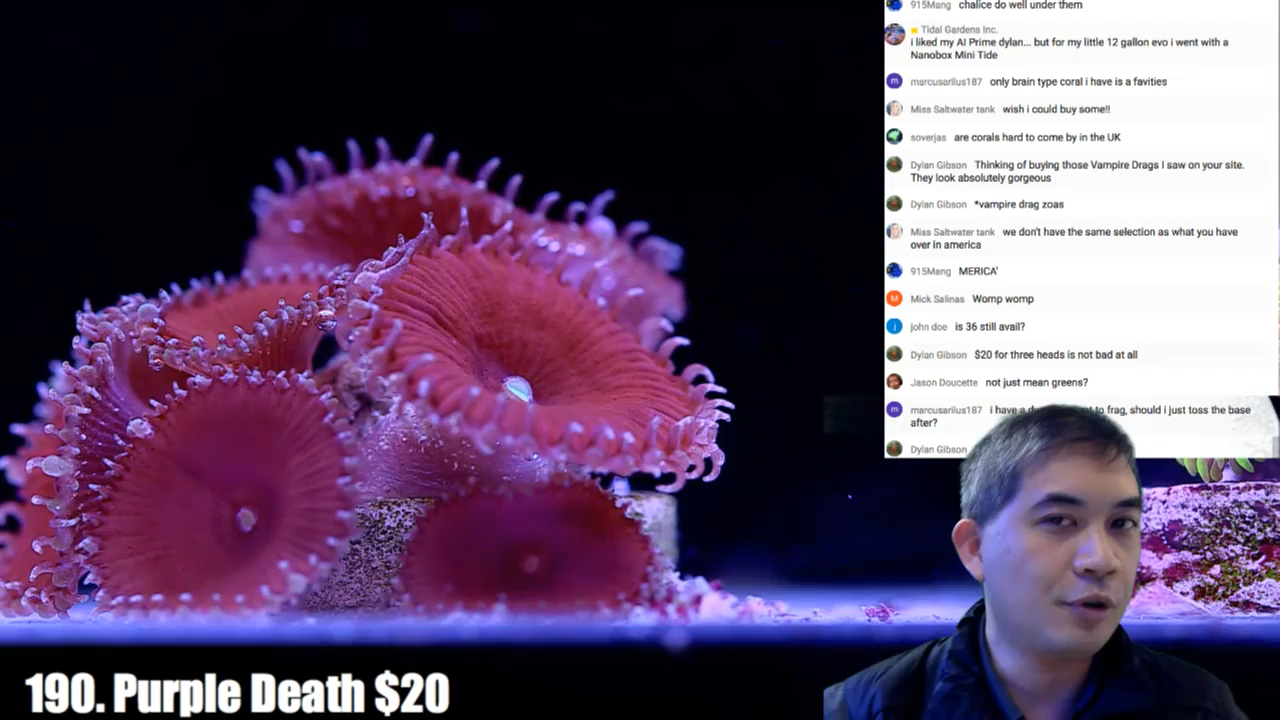 915Mang chalice do well under them
Tidal Gardens Inc.
i liked my AI Prime dylan... but for my little 12 gallon evo i went with a
Nanobox Mini Tide
m marcusarilus187 only brain type coral i have is a favities
Miss Saltwater tank wish i could buy some!!
soverjas are corals hard to come by in the UK
Dylan Gibson Thinking of buying those Vampire Drags I saw on your site.
They look absolutely gorgeous
Dylan Gibson *vampire drag zoas
Miss Saltwater tank we don't have the same selection as what you have
over in america
915Mang MERICA'
M Mick Salinas Womp womp
j john doe is 36 still avail?
Dylan Gibson $20 for three heads is not bad at all
Jason Doucette not just mean greens?
m marcusarilus187 i have a to frag, should i just toss the base
after?
Dylan Gibson
190. Purple Death $20